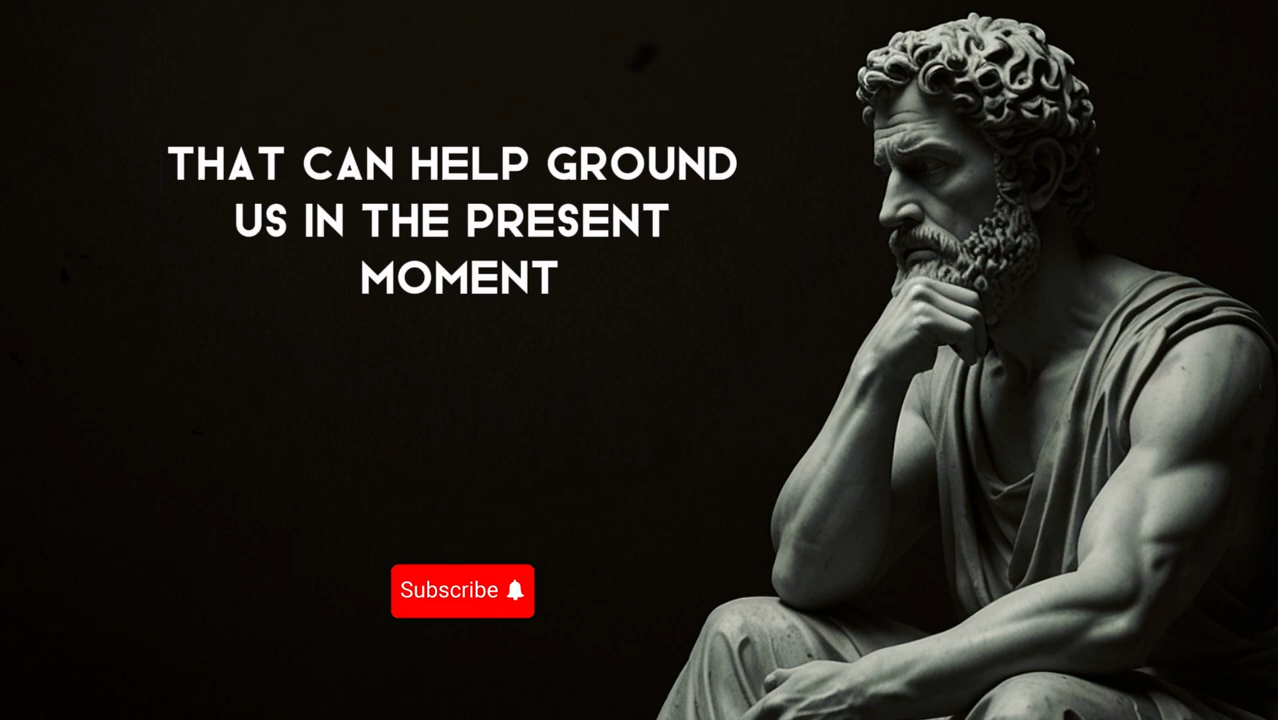 THAT CAN HELP GROUND
US IN THE PRESENT
MOMENT
Subscribe